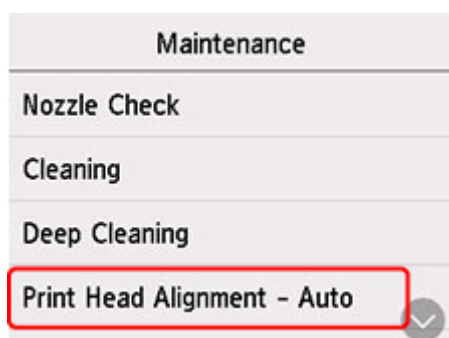 Maintenance
Nozzle Check
Cleaning
Deep Cleaning
Print Head Alignment – Auto